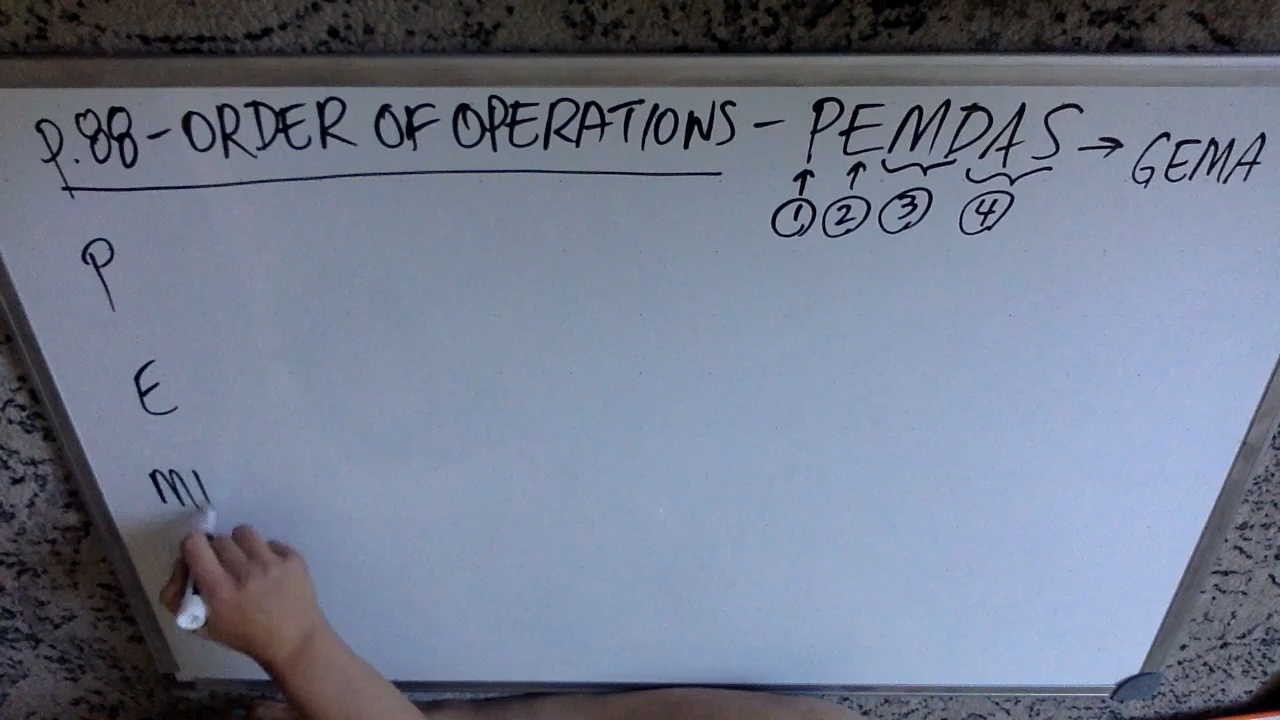 P.88 - ORDER OF OPERATIONS - PEMDAS → GEMA
① ② ③ ④
P
E
M